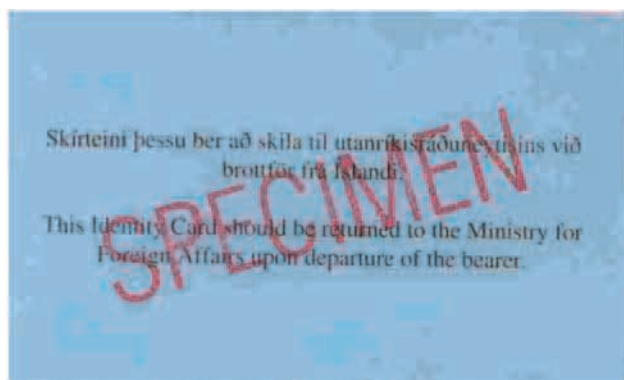 Skírteini þessu ber að skila til utanríkisráðuneytisins við
brottför frá Íslandi.
This Identity Card should be returned to the Ministry for
Foreign Affairs upon departure of the bearer.
SPECIMEN